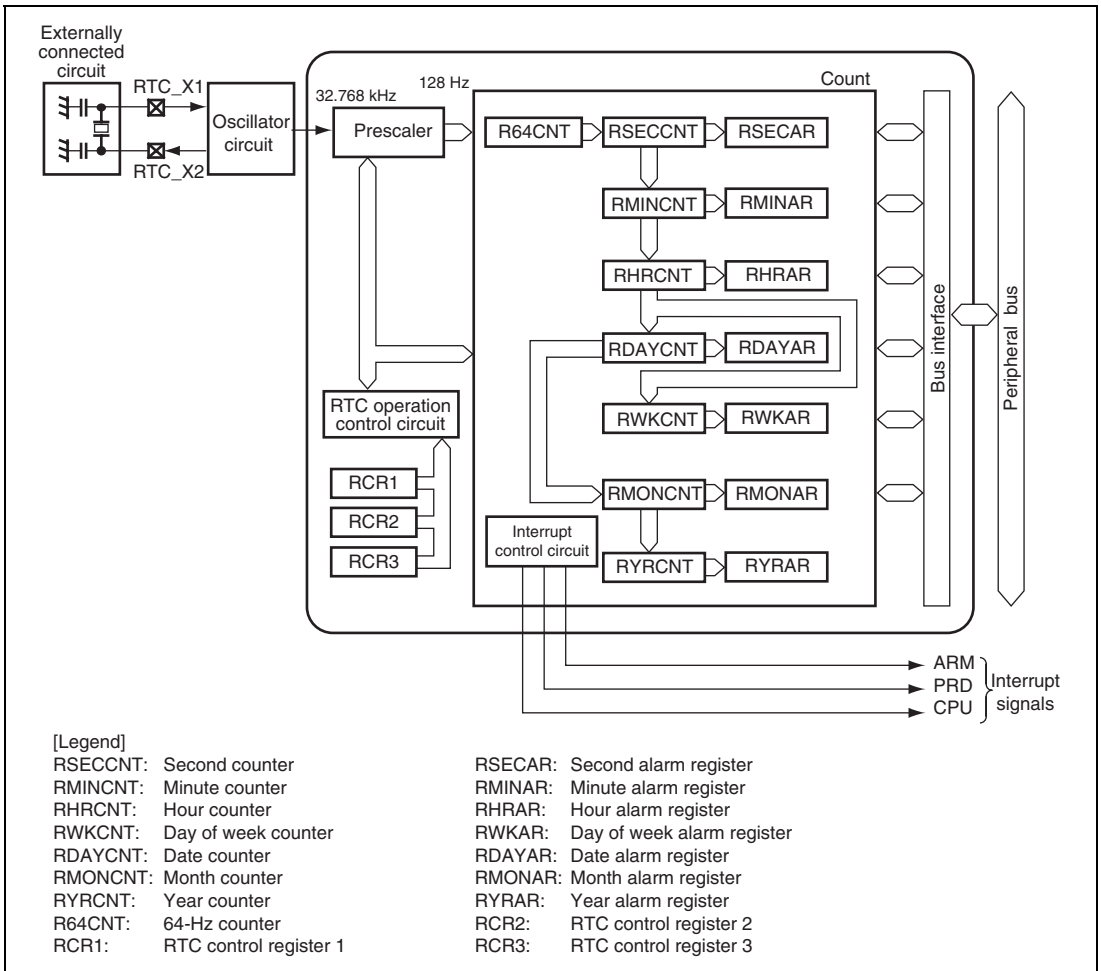 Externally
connected
circuit
RTC_X1
RTC_X2
Oscillator
circuit
32.768 kHz
128 Hz
Prescaler
Count
R64CNT
RSECCNT
RSECAR
RMINCNT
RMINAR
RHRCNT
RHRAR
RDAYCNT
RDAYAR
RWKCNT
RWKAR
RMONCNT
RMONAR
RYRCNT
RYRAR
RTC operation
control circuit
RCR1
RCR2
RCR3
Interrupt
control circuit
Bus interface
Peripheral bus
ARM
PRD
CPU
Interrupt
signals
[Legend]
RSECCNT: Second counter
RMINCNT: Minute counter
RHRCNT: Hour counter
RWKCNT: Day of week counter
RDAYCNT: Date counter
RMONCNT: Month counter
RYRCNT: Year counter
R64CNT: 64-Hz counter
RCR1: RTC control register 1
RSECAR: Second alarm register
RMINAR: Minute alarm register
RHRAR: Hour alarm register
RWKAR: Day of week alarm register
RDAYAR: Date alarm register
RMONAR: Month alarm register
RYRAR: Year alarm register
RCR2: RTC control register 2
RCR3: RTC control register 3